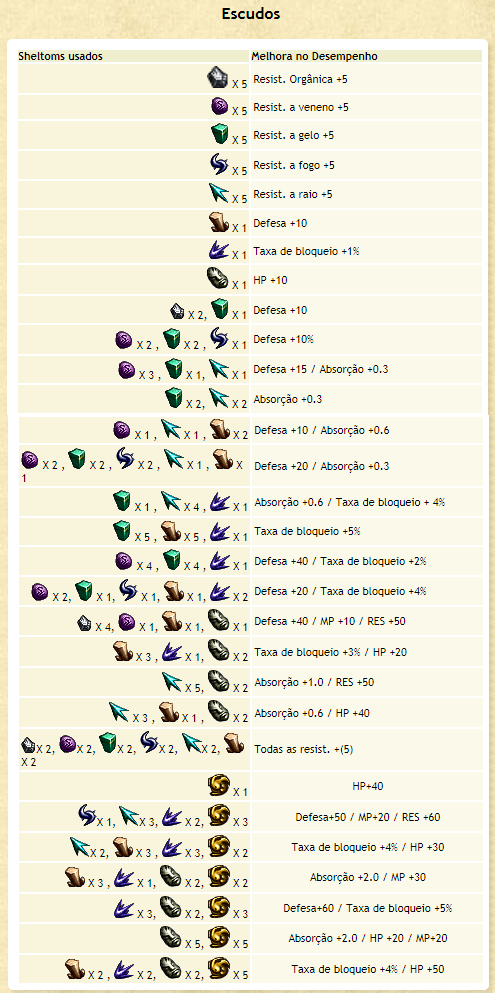 Escudos
Sheltoms usados Melhora no Desempenho
X 5 Resist. Orgânica +5
X 5 Resist. a veneno +5
X 5 Resist. a gelo +5
X 5 Resist. a fogo +5
X 5 Resist. a raio +5
X 1 Defesa +10
X 1 Taxa de bloqueio +1%
X 1 HP +10
X 2, X 1 Defesa +10
X 2 , X 2 , X 1 Defesa +10%
X 3 , X 1, X 1 Defesa +15 / Absorção +0.3
X 2, X 2 Absorção +0.3
X 1 , X 1 , X 2 Defesa +10 / Absorção +0.6
X 2 , X 2 , X 2 , X 1 , X
1
Defesa +20 / Absorção +0.3
X 1 , X 4 , X 1 Absorção +0.6 / Taxa de bloqueio + 4%
X 5 , X 5 , X 1 Taxa de bloqueio +5%
X 4 , X 4 , X 1 Defesa +40 / Taxa de bloqueio +2%
X 2, X 1, X 1, X 1, X 2 Defesa +20 / Taxa de bloqueio +4%
X 4, X 1, X 1, X 1 Defesa +40 / MP +10 / RES +50
X 3 , X 1, X 2 Taxa de bloqueio +3% / HP +20
X 5, X 2 Absorção +1.0 / RES +50
X 3 , X 1 , X 2 Absorção +0.6 / HP +40
X 2, X 2, X 2, X 2, X 2,
X 2
Todas as resist. +(5)
X 1 HP+40
X 1, X 3, X 2, X 3 Defesa+50 / MP+20 / RES +60
X 2, X 3 , X 3, X 2 Taxa de bloqueio +4% / HP +30
X 3 , X 1, X 2, X 2 Absorção +2.0 / MP +30
X 3, X 2, X 3 Defesa+60 / Taxa de bloqueio +5%
X 5, X 5 Absorção +2.0 / HP +20 / MP+20
X 2 , X 2, X 2, X 5 Taxa de bloqueio +4% / HP +50